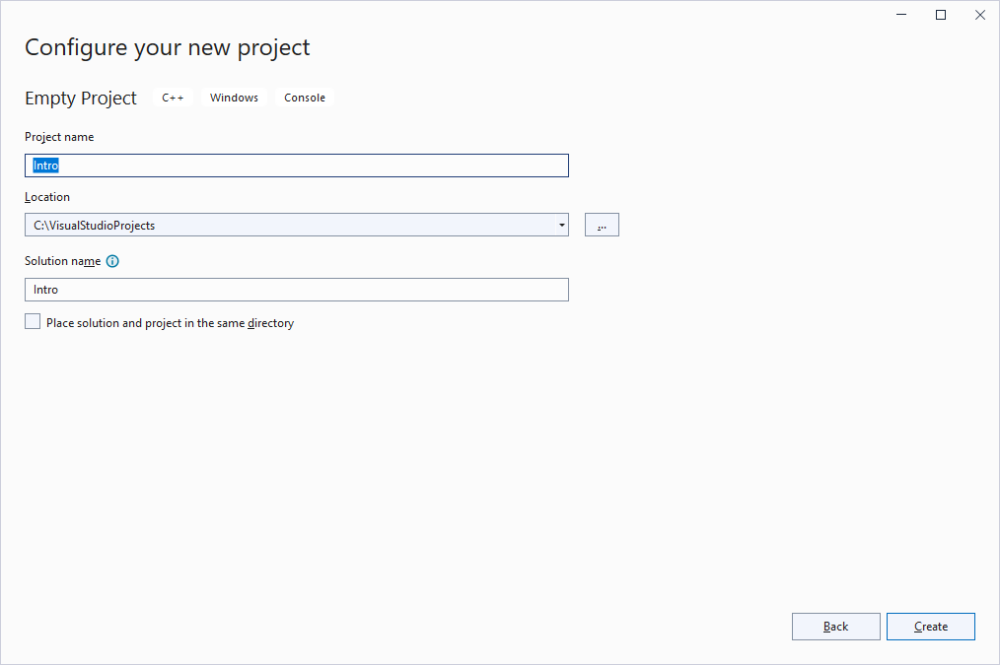 Configure your new project
Empty Project C++ Windows Console
Project name
Intro
Location
C:\VisualStudioProjects
...
Solution name
Intro
Place solution and project in the same directory
Back Create